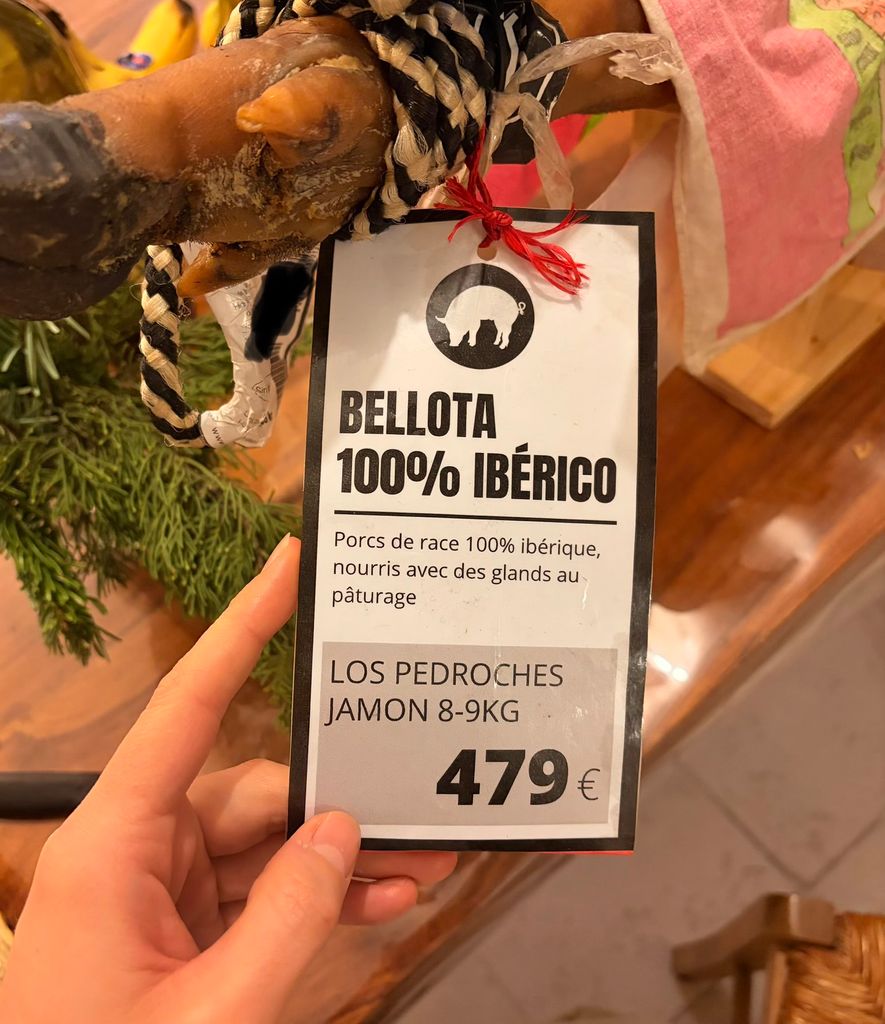 BELLOTA
100% IBÉRICO
Porcs de race 100% ibérique,
nourris avec des glands au
pâturage
LOS PEDROCHES
JAMON 8-9KG
479 €